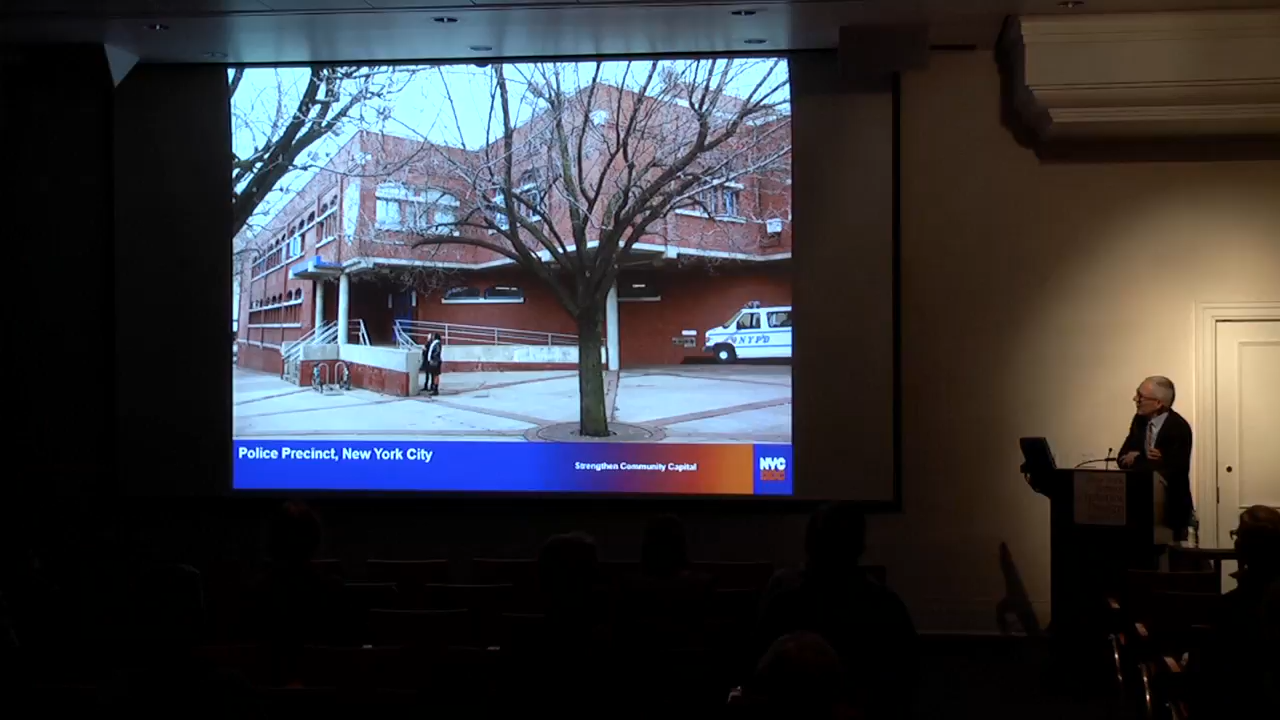 NYPD
Police Precinct, New York City
Strengthen Community Capital
NYC
DDC